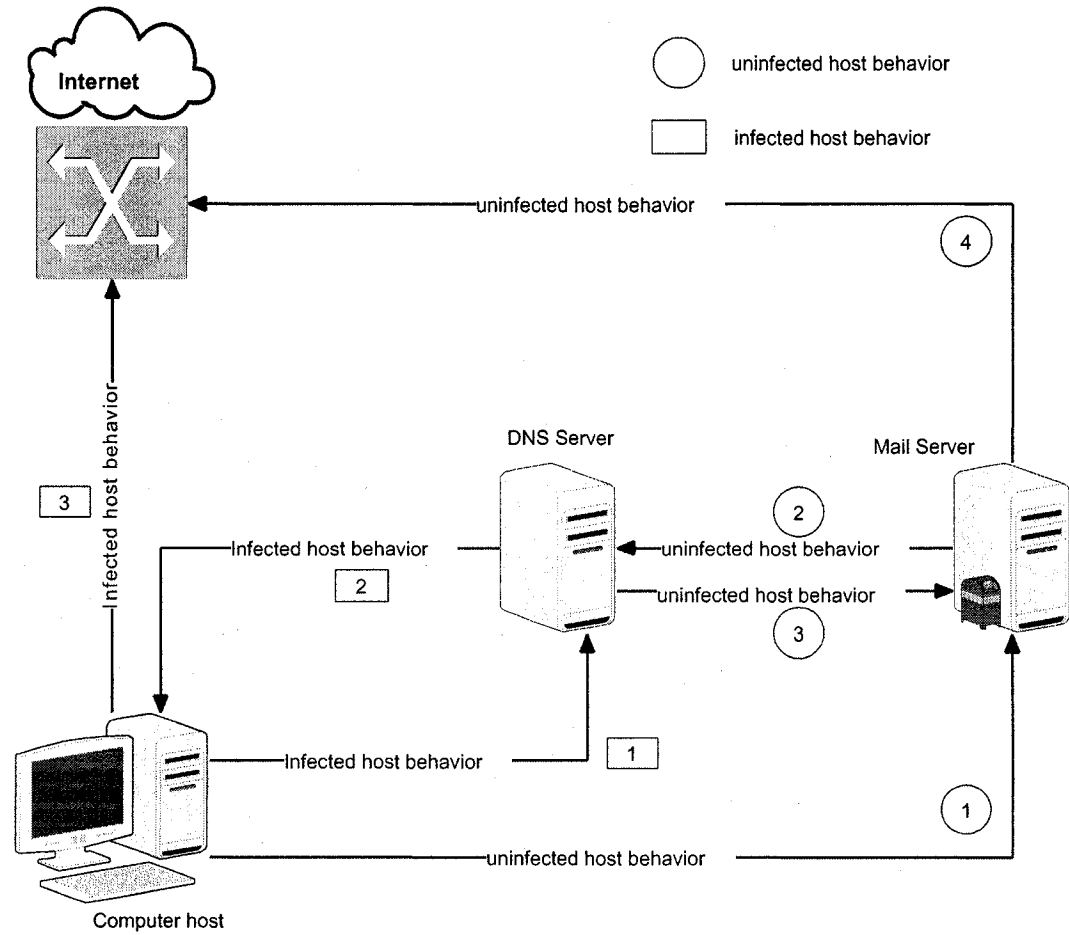 Internet
uninfected host behavior
infected host behavior
uninfected host behavior
4
DNS Server
Mail Server
Infected host behavior
3
2
Infected host behavior
uninfected host behavior
2
uninfected host behavior
3
Infected host behavior
1
1
uninfected host behavior
Computer host